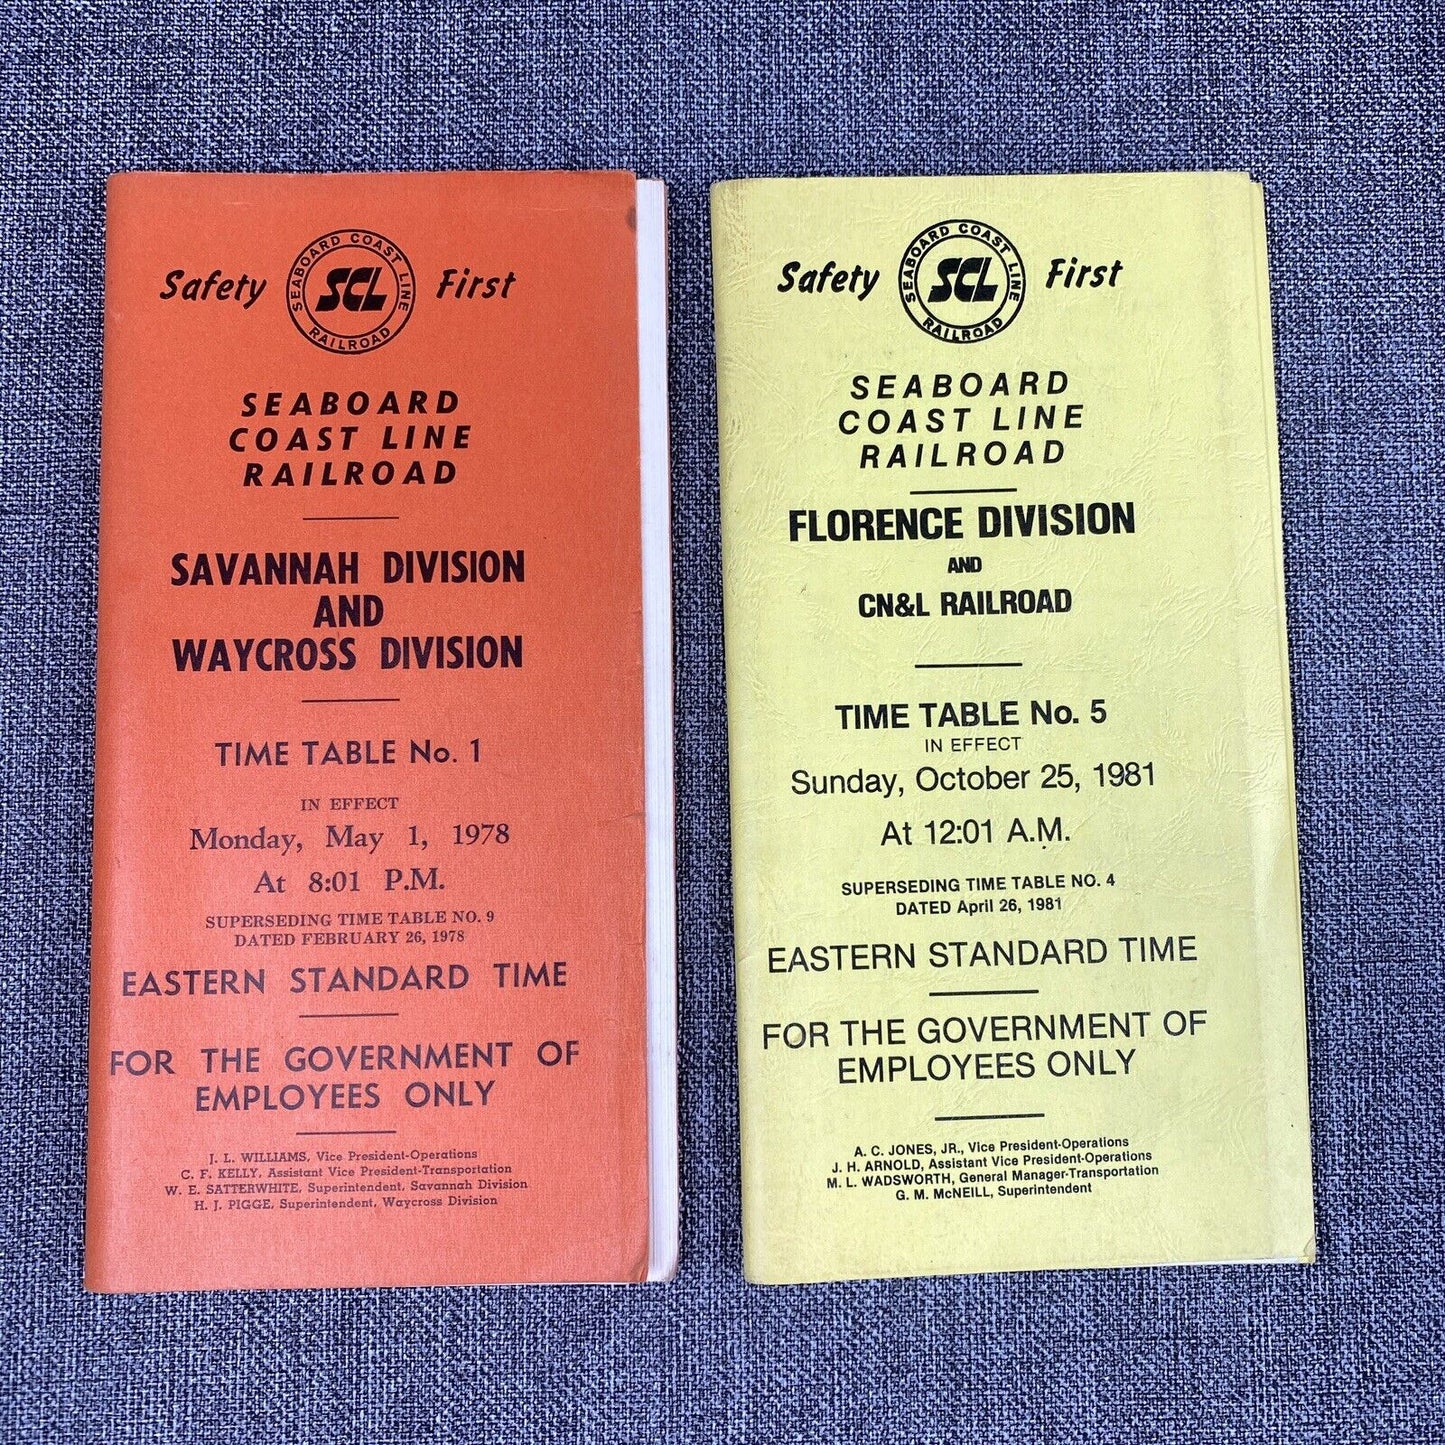 Safety First
SEABOARD COAST LINE
SCL
RAILROAD
SEABOARD
COAST LINE
RAILROAD
SAVANNAH DIVISION
AND
WAYCROSS DIVISION
TIME TABLE No. 1
IN EFFECT
Monday, May 1, 1978
At 8:01 P.M.
SUPERSEDING TIME TABLE NO. 9
DATED FEBRUARY 26, 1978
EASTERN STANDARD TIME
FOR THE GOVERNMENT OF
EMPLOYEES ONLY
J. L. WILLIAMS, Vice President-Operations
C. F. KELLY, Assistant Vice President-Transportation
W. E. SATTERWHITE, Superintendent, Savannah Division
H. J. PIGGE, Superintendent, Waycross Division
Safety First
SEABOARD COAST LINE
SCL
RAILROAD
SEABOARD
COAST LINE
RAILROAD
FLORENCE DIVISION
AND
CN&L RAILROAD
TIME TABLE No. 5
IN EFFECT
Sunday, October 25, 1981
At 12:01 A.M.
SUPERSEDING TIME TABLE NO. 4
DATED April 26, 1981
EASTERN STANDARD TIME
FOR THE GOVERNMENT OF
EMPLOYEES ONLY
A. C. JONES, JR., Vice President-Operations
J. H. ARNOLD, Assistant Vice President-Operations
M. L. WADSWORTH, General Manager-Transportation
G. M. McNEILL, Superintendent